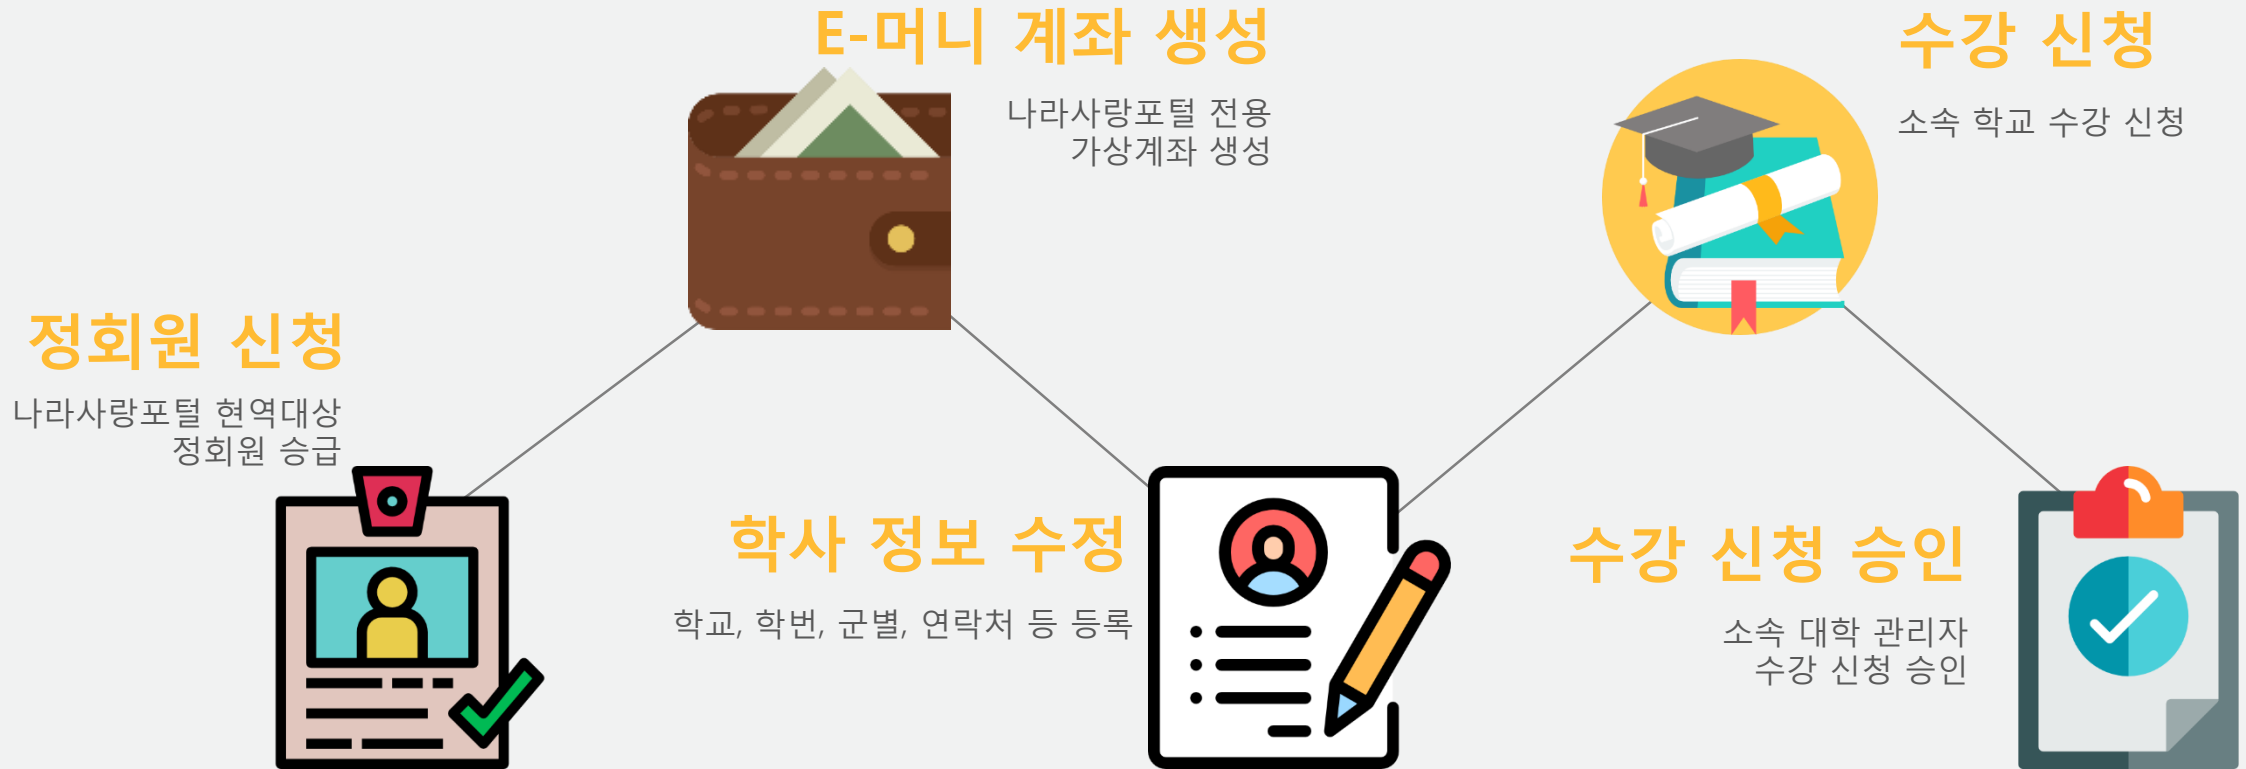 정회원 신청
나라사랑포털 현역대상
정회원 승급
E-머니 계좌 생성
나라사랑포털 전용
가상계좌 생성
학사 정보 수정
학교, 학번, 군별, 연락처 등 등록
수강 신청
소속 학교 수강 신청
수강 신청 승인
소속 대학 관리자
수강 신청 승인